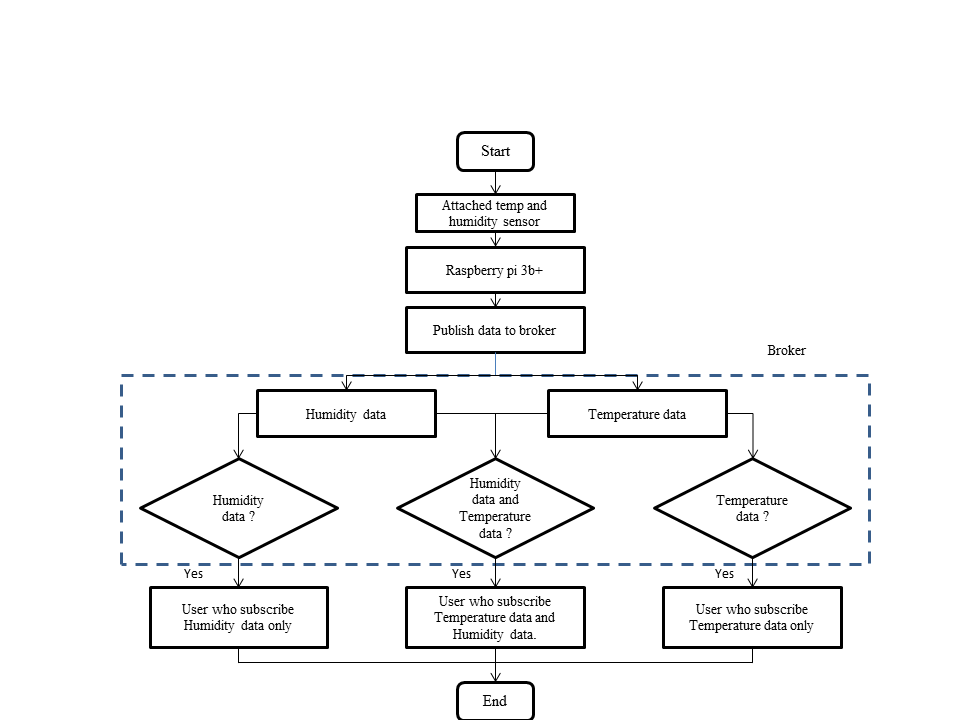 Start
Attached temp and
humidity sensor
Raspberry pi 3b+
Publish data to broker
Broker
Humidity data
Temperature data
Humidity
data ?
Humidity
data and
Temperature
data ?
Temperature
data ?
Yes
Yes
Yes
User who subscribe
Humidity data only
User who subscribe
Temperature data and
Humidity data.
User who subscribe
Temperature data only
End